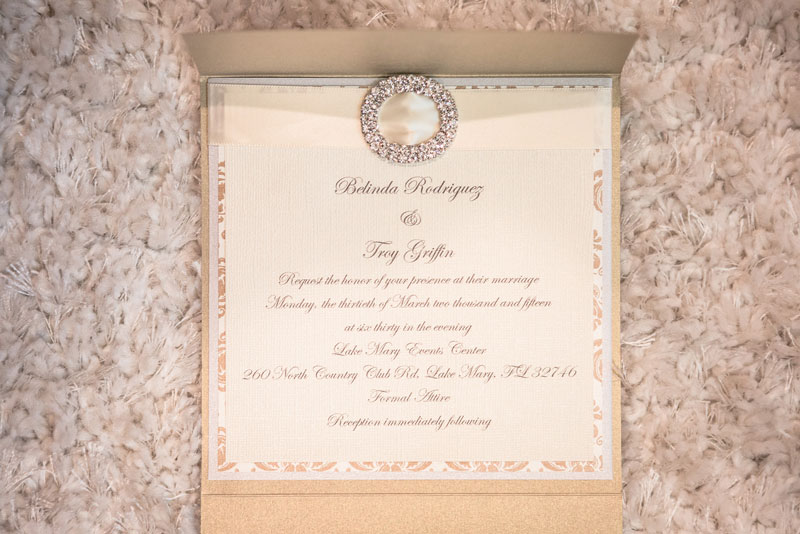 Belinda Rodriguez
&
Troy Griffin
Request the honor of your presence at their marriage
Monday, the thirtieth of March two thousand and fifteen
at six thirty in the evening
Lake Mary Events Center
260 North Country Club Rd, Lake Mary, FL 32746
Formal Attire
Reception immediately following